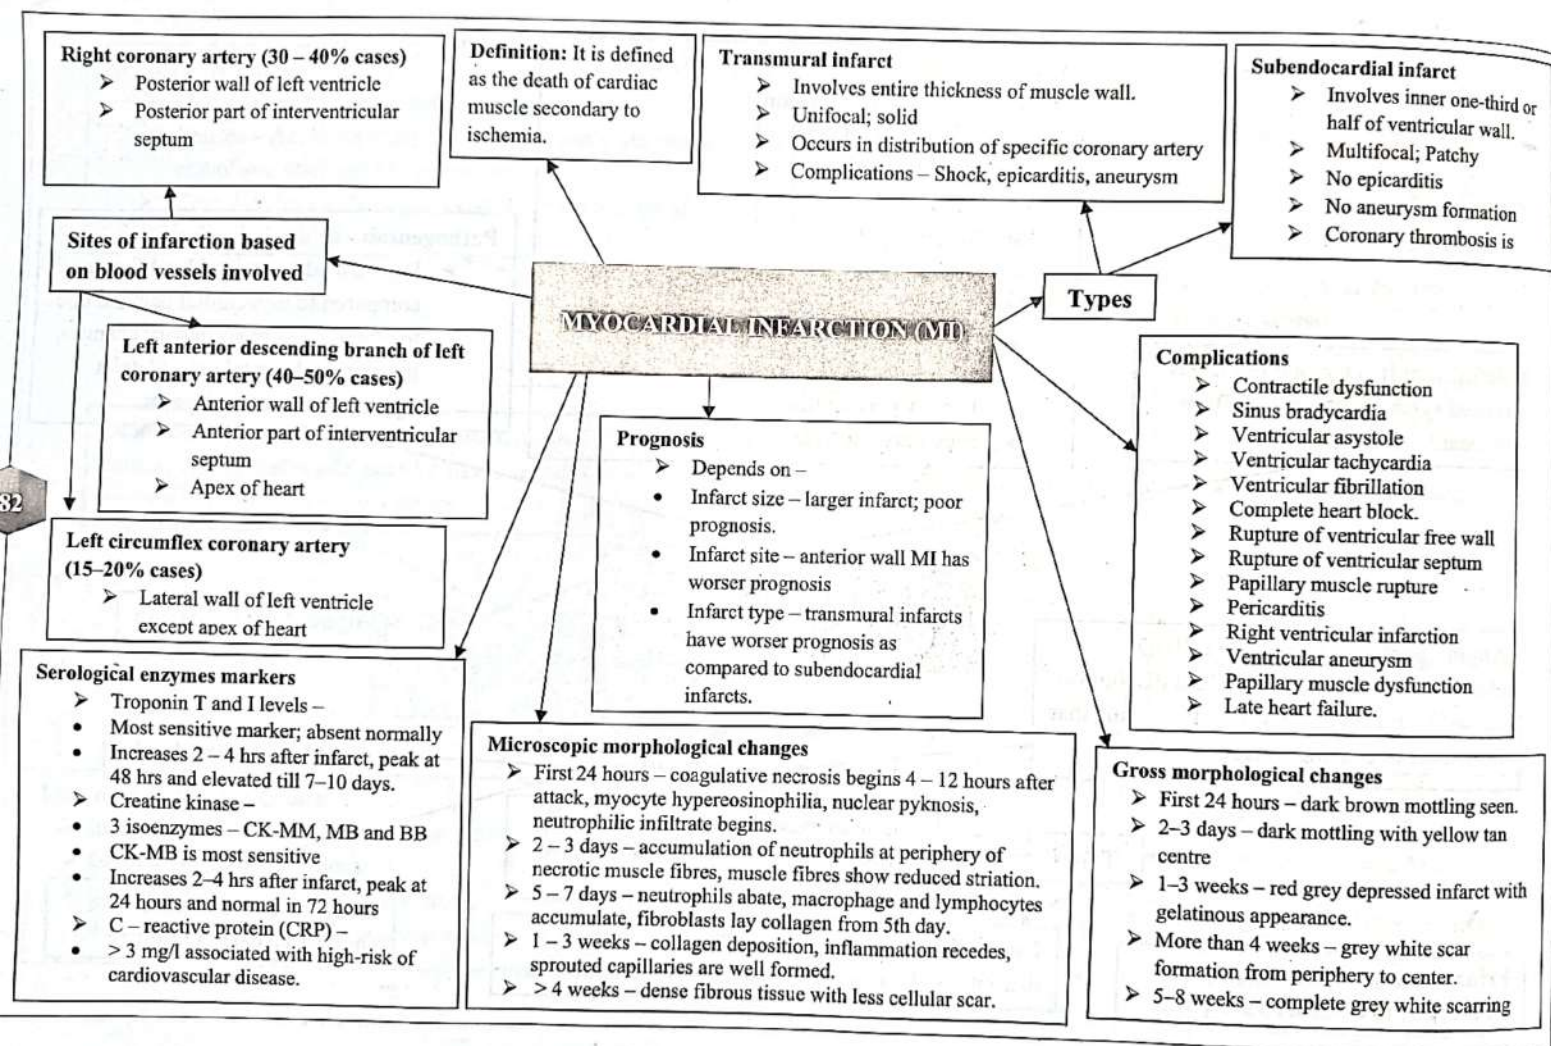 Right coronary artery (30 – 40% cases)
➤ Posterior wall of left ventricle
➤ Posterior part of interventricular
septum
Definition: It is defined
as the death of cardiac
muscle secondary to
ischemia.
Transmural infarct
➤ Involves entire thickness of muscle wall.
➤ Unifocal; solid
➤ Occurs in distribution of specific coronary artery
➤ Complications – Shock, epicarditis, aneurysm
Subendocardial infarct
➤ Involves inner one-third or
half of ventricular wall.
➤ Multifocal; Patchy
➤ No epicarditis
➤ No aneurysm formation
➤ Coronary thrombosis is
Sites of infarction based
on blood vessels involved
MYOCARDIAL INFARCTION (MI)
Types
Left anterior descending branch of left
coronary artery (40–50% cases)
➤ Anterior wall of left ventricle
➤ Anterior part of interventricular
septum
➤ Apex of heart
82
Left circumflex coronary artery
(15–20% cases)
➤ Lateral wall of left ventricle
except apex of heart
Prognosis
➤ Depends on –
• Infarct size – larger infarct; poor
prognosis.
• Infarct site – anterior wall MI has
worser prognosis
• Infarct type – transmural infarcts
have worser prognosis as
compared to subendocardial
infarcts.
Complications
➤ Contractile dysfunction
➤ Sinus bradycardia
➤ Ventricular asystole
➤ Ventricular tachycardia
➤ Ventricular fibrillation
➤ Complete heart block.
➤ Rupture of ventricular free wall
➤ Rupture of ventricular septum
➤ Papillary muscle rupture
➤ Pericarditis
➤ Right ventricular infarction
➤ Ventricular aneurysm
➤ Papillary muscle dysfunction
➤ Late heart failure.
Serological enzymes markers
➤ Troponin T and I levels –
• Most sensitive marker; absent normally
• Increases 2 – 4 hrs after infarct, peak at
48 hrs and elevated till 7–10 days.
➤ Creatine kinase –
• 3 isoenzymes – CK-MM, MB and BB
• CK-MB is most sensitive
• Increases 2–4 hrs after infarct, peak at
24 hours and normal in 72 hours
➤ C – reactive protein (CRP) –
• > 3 mg/l associated with high-risk of
cardiovascular disease.
Microscopic morphological changes
➤ First 24 hours – coagulative necrosis begins 4 – 12 hours after
attack, myocyte hypereosinophilia, nuclear pyknosis,
neutrophilic infiltrate begins.
➤ 2 – 3 days – accumulation of neutrophils at periphery of
necrotic muscle fibres, muscle fibres show reduced striation.
➤ 5 – 7 days – neutrophils abate, macrophage and lymphocytes
accumulate, fibroblasts lay collagen from 5th day.
➤ 1 – 3 weeks – collagen deposition, inflammation recedes,
sprouted capillaries are well formed.
➤ > 4 weeks – dense fibrous tissue with less cellular scar.
Gross morphological changes
➤ First 24 hours – dark brown mottling seen.
➤ 2–3 days – dark mottling with yellow tan
centre
➤ 1–3 weeks – red grey depressed infarct with
gelatinous appearance.
➤ More than 4 weeks – grey white scar
formation from periphery to center.
➤ 5–8 weeks – complete grey white scarring